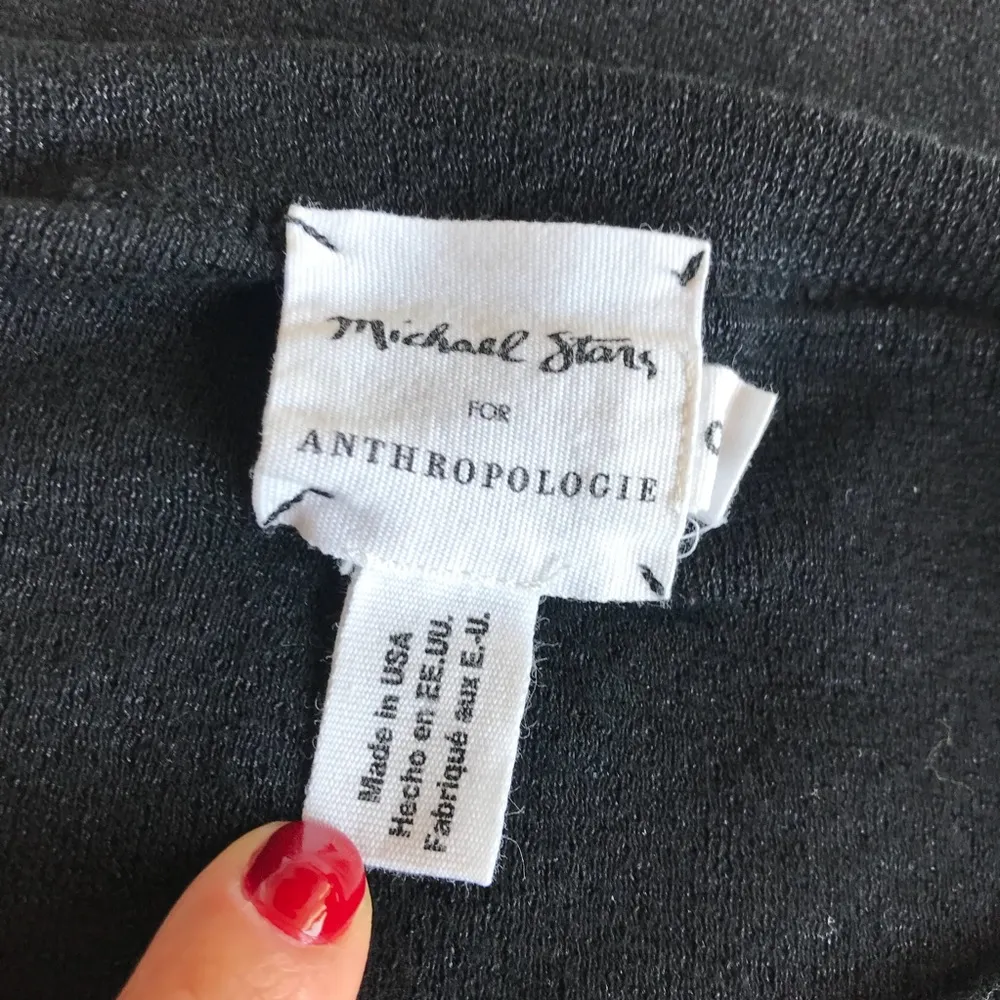 Michael Stars
FOR
ANTHROPOLOGIE
Made in USA
Hecho en EE.UU.
Fabriqué aux E.-U.